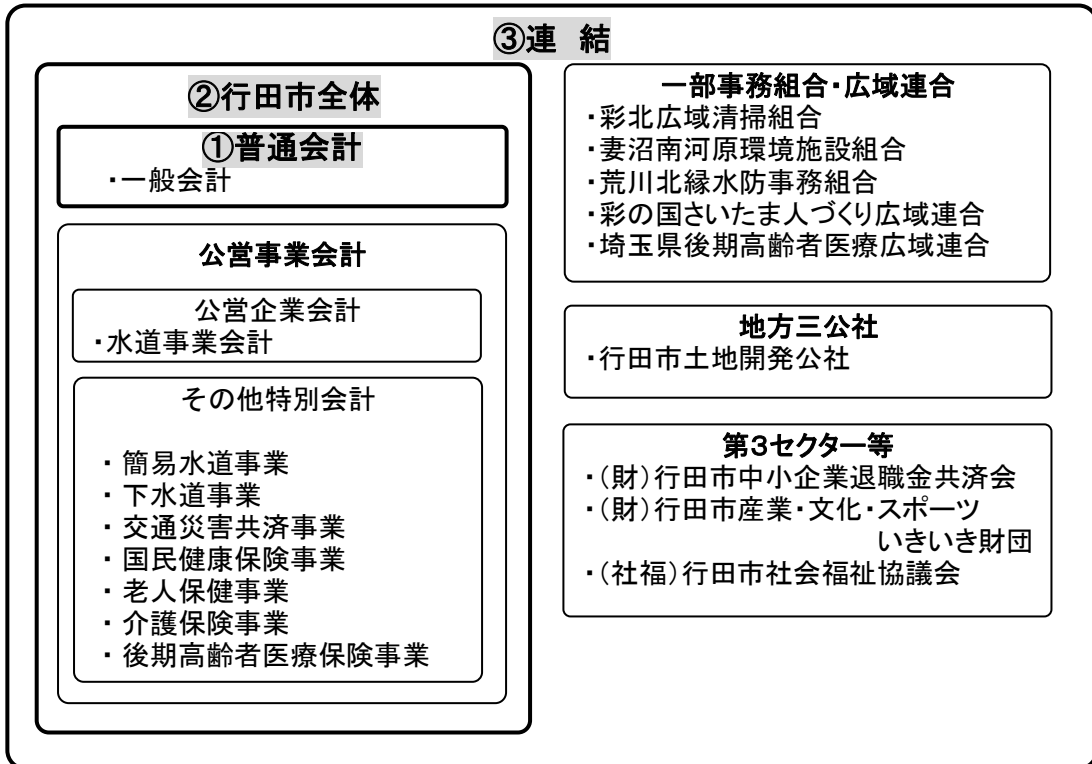 ③連 結
②行田市全体
①普通会計
・一般会計
公営事業会計
公営企業会計
・水道事業会計
その他特別会計
・ 簡易水道事業
・ 下水道事業
・ 交通災害共済事業
・ 国民健康保険事業
・ 老人保健事業
・ 介護保険事業
・ 後期高齢者医療保険事業
一部事務組合・広域連合
・彩北広域清掃組合
・妻沼南河原環境施設組合
・荒川北縁水防事務組合
・彩の国さいたま人づくり広域連合
・埼玉県後期高齢者医療広域連合
地方三公社
・行田市土地開発公社
第３セクター等
・（財）行田市中小企業退職金共済会
・（財）行田市産業・文化・スポーツ
いきいき財団
・（社福）行田市社会福祉協議会